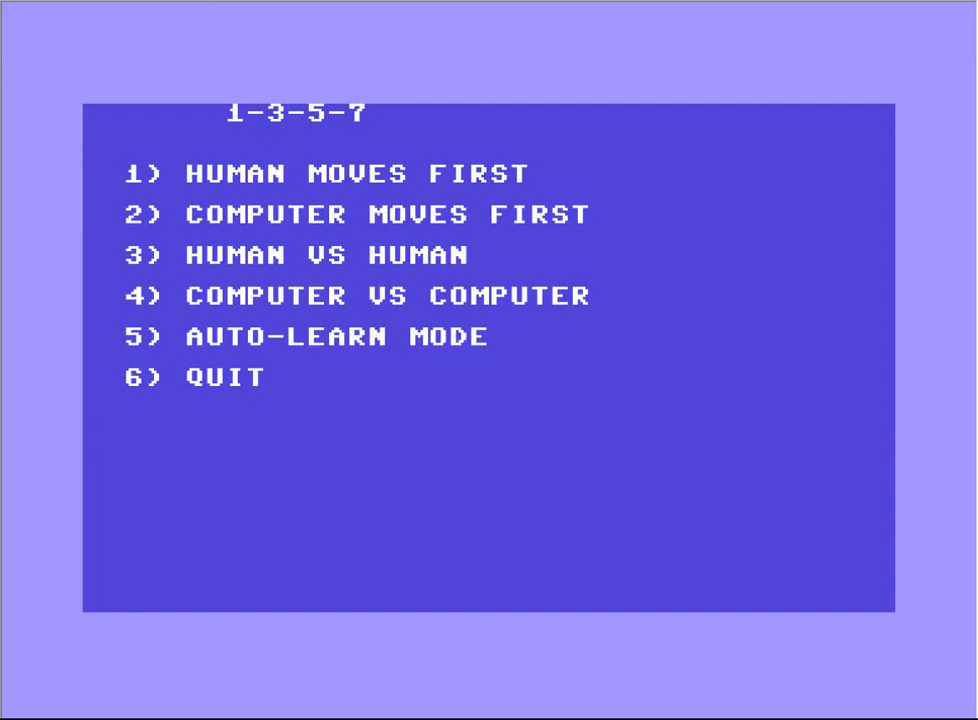 1-3-5-7
1) HUMAN MOVES FIRST
2) COMPUTER MOVES FIRST
3) HUMAN VS HUMAN
4) COMPUTER VS COMPUTER
5) AUTO-LEARN MODE
6) QUIT